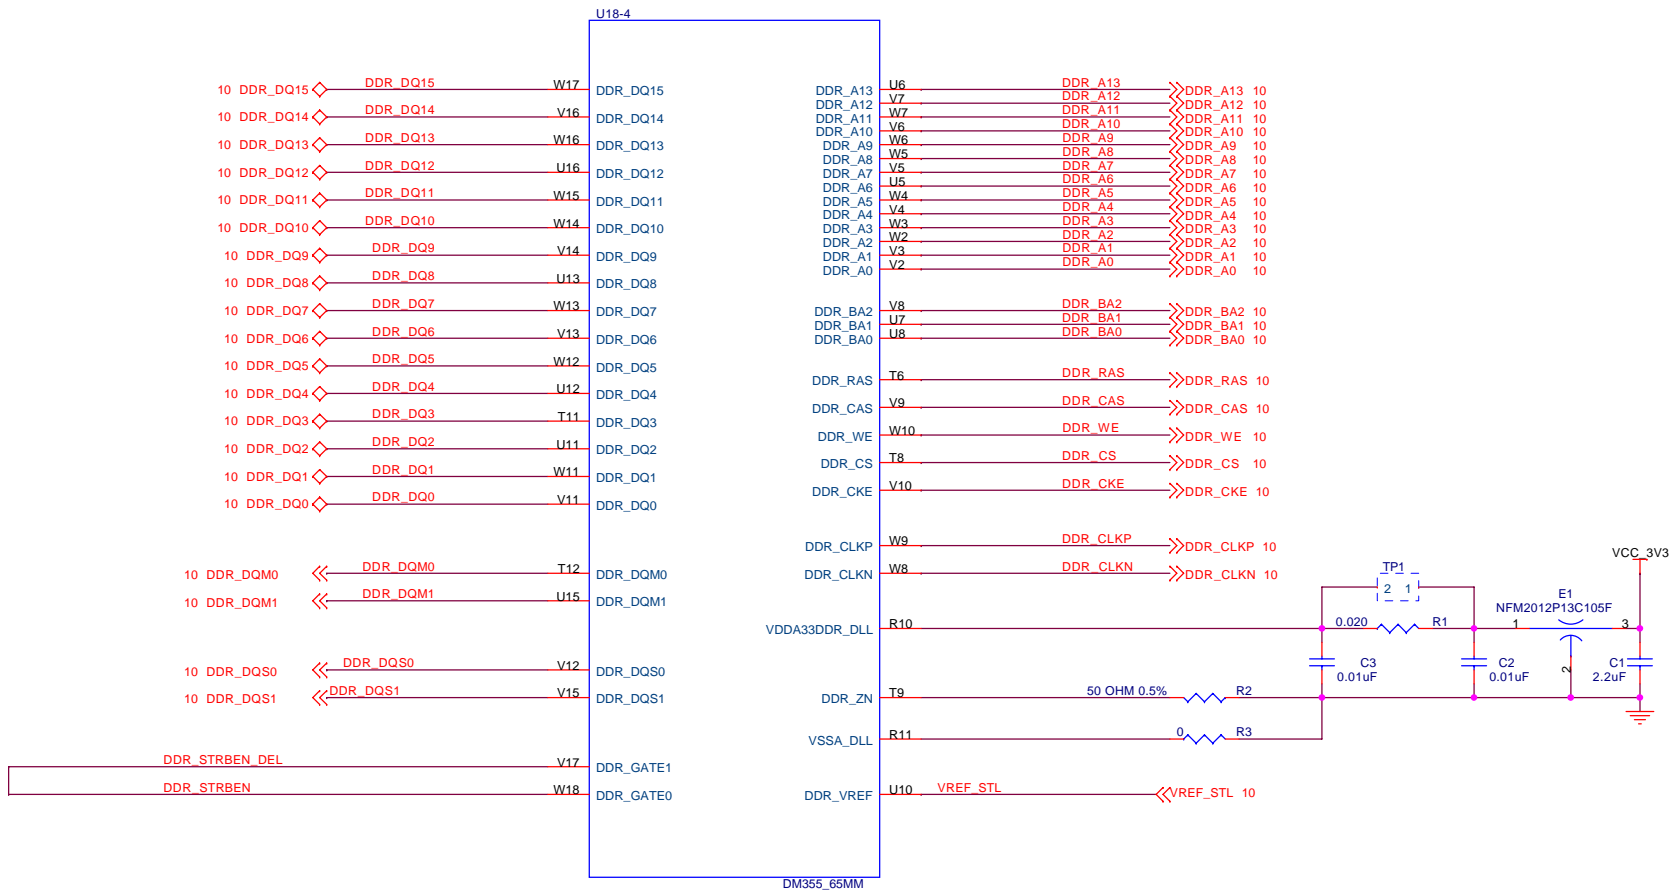 U18-4
10 DDR_DQ15 DDR_DQ15 W17 DDR_DQ15
10 DDR_DQ14 DDR_DQ14 V16 DDR_DQ14
10 DDR_DQ13 DDR_DQ13 W16 DDR_DQ13
10 DDR_DQ12 DDR_DQ12 U16 DDR_DQ12
10 DDR_DQ11 DDR_DQ11 W15 DDR_DQ11
10 DDR_DQ10 DDR_DQ10 W14 DDR_DQ10
10 DDR_DQ9 DDR_DQ9 V14 DDR_DQ9
10 DDR_DQ8 DDR_DQ8 U13 DDR_DQ8
10 DDR_DQ7 DDR_DQ7 W13 DDR_DQ7
10 DDR_DQ6 DDR_DQ6 V13 DDR_DQ6
10 DDR_DQ5 DDR_DQ5 W12 DDR_DQ5
10 DDR_DQ4 DDR_DQ4 U12 DDR_DQ4
10 DDR_DQ3 DDR_DQ3 T11 DDR_DQ3
10 DDR_DQ2 DDR_DQ2 U11 DDR_DQ2
10 DDR_DQ1 DDR_DQ1 W11 DDR_DQ1
10 DDR_DQ0 DDR_DQ0 V11 DDR_DQ0
10 DDR_DQM0 DDR_DQM0 T12 DDR_DQM0
10 DDR_DQM1 DDR_DQM1 U15 DDR_DQM1
10 DDR_DQS0 DDR_DQS0 V12 DDR_DQS0
10 DDR_DQS1 DDR_DQS1 V15 DDR_DQS1
DDR_STRBEN_DEL V17 DDR_GATE1
DDR_STRBEN W18 DDR_GATE0
DDR_A13 U6 DDR_A13 DDR_A13 10
DDR_A12 V7 DDR_A12 DDR_A12 10
DDR_A11 W7 DDR_A11 DDR_A11 10
DDR_A10 V6 DDR_A10 DDR_A10 10
DDR_A9 W6 DDR_A9 DDR_A9 10
DDR_A8 W5 DDR_A8 DDR_A8 10
DDR_A7 V5 DDR_A7 DDR_A7 10
DDR_A6 U5 DDR_A6 DDR_A6 10
DDR_A5 W4 DDR_A5 DDR_A5 10
DDR_A4 V4 DDR_A4 DDR_A4 10
DDR_A3 W3 DDR_A3 DDR_A3 10
DDR_A2 W2 DDR_A2 DDR_A2 10
DDR_A1 V3 DDR_A1 DDR_A1 10
DDR_A0 V2 DDR_A0 DDR_A0 10
DDR_BA2 V8 DDR_BA2 DDR_BA2 10
DDR_BA1 U7 DDR_BA1 DDR_BA1 10
DDR_BA0 U8 DDR_BA0 DDR_BA0 10
DDR_RAS T6 DDR_RAS DDR_RAS 10
DDR_CAS V9 DDR_CAS DDR_CAS 10
DDR_WE W10 DDR_WE DDR_WE 10
DDR_CS T8 DDR_CS DDR_CS 10
DDR_CKE V10 DDR_CKE DDR_CKE 10
DDR_CLKP W9 DDR_CLKP DDR_CLKP 10
DDR_CLKN W8 DDR_CLKN DDR_CLKN 10
VDDA33DDR_DLL R10
DDR_ZN T9 50 OHM 0.5% R2
VSSA_DLL R11 0 R3
DDR_VREF U10 VREF_STL VREF_STL 10
VCC_3V3
TP1
2 1
E1
NFM2012P13C105F
0.020 R1 1 3
2
C3
0.01uF
C2
0.01uF
C1
2.2uF
DM355_65MM